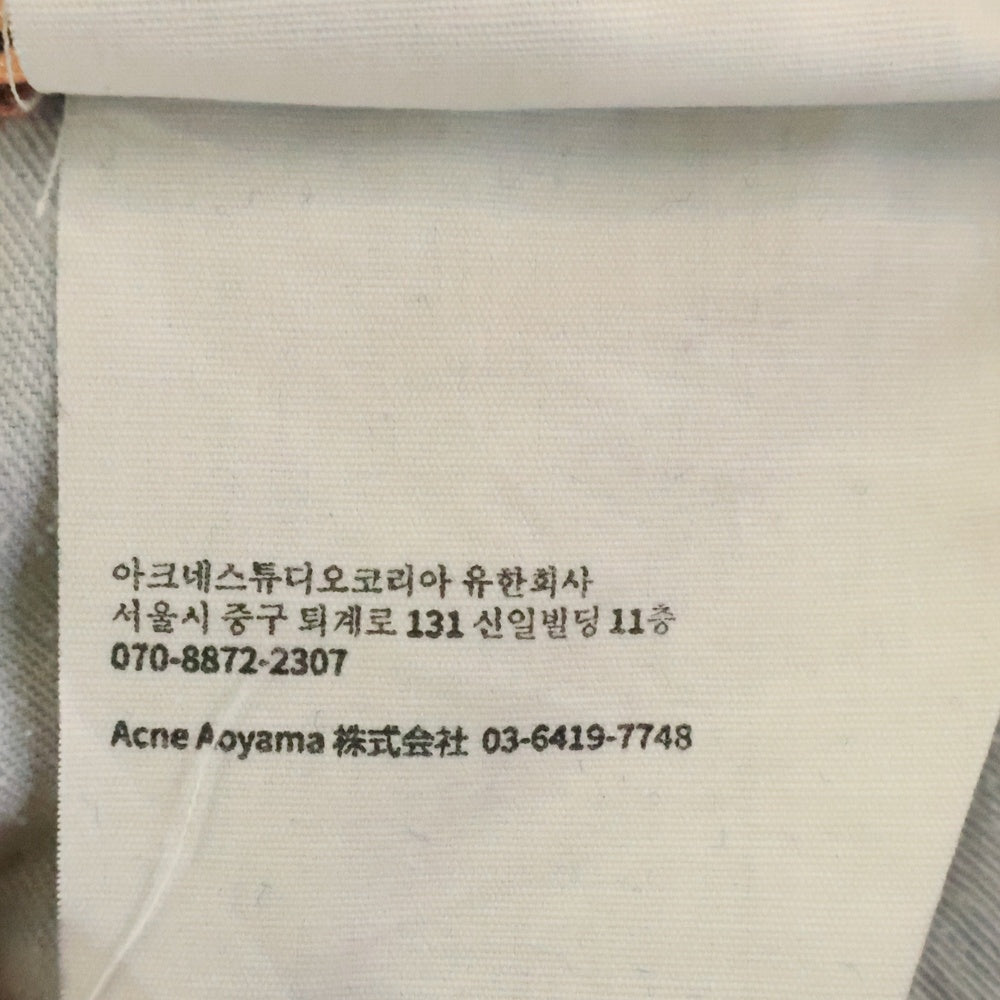 아크네스튜디오코리아 유한회사
서울시 중구 퇴계로 131 신일빌딩 11층
070-8872-2307
Acne Aoyama 株式会社 03-6419-7748